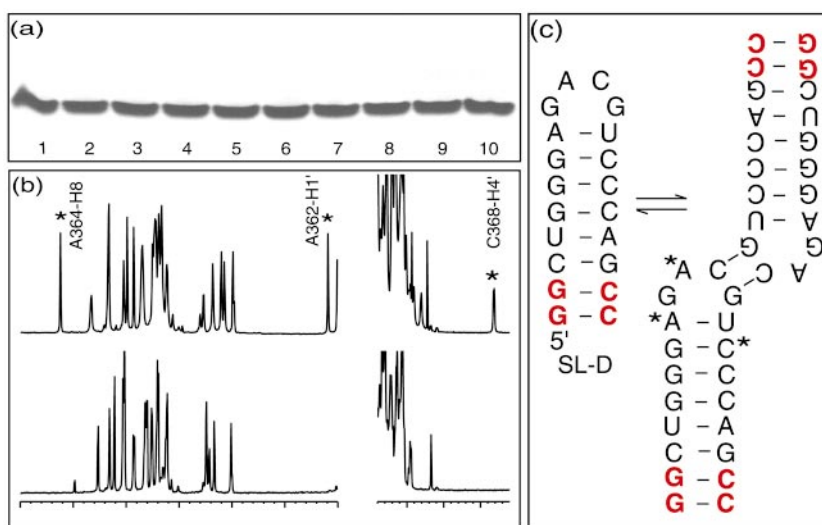 (a)
1 2 3 4 5 6 7 8 9 10
(b)
* A364-H8
A362-H1' *
C368-H4' *
(c)
A C
G G
A – U
G – C
G – C
G – C
U – A
C – G
G – C
G – C
5'
SL-D
C – G
C – G
G – C
A – U
C – G
C – G
C – G
U – A
G G
* A C C A
G G
* A – U
G – C *
G – C
G – C
U – A
C – G
G – C
G – C